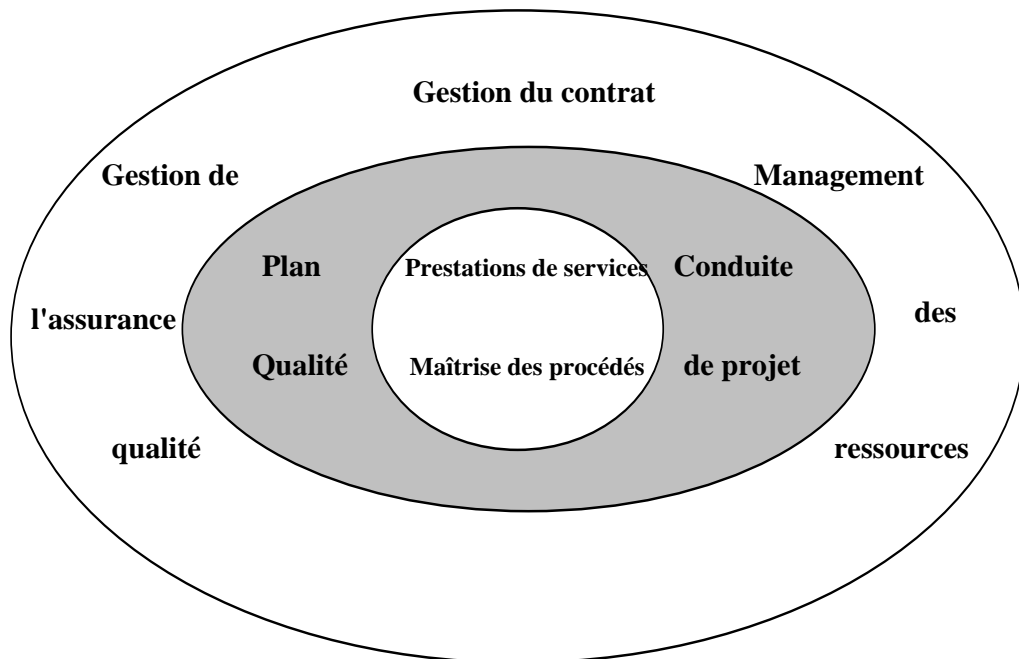 Gestion du contrat
Gestion de
l'assurance
qualité
Management
des
ressources
Plan
Qualité
Prestations de services
Maîtrise des procédés
Conduite
de projet